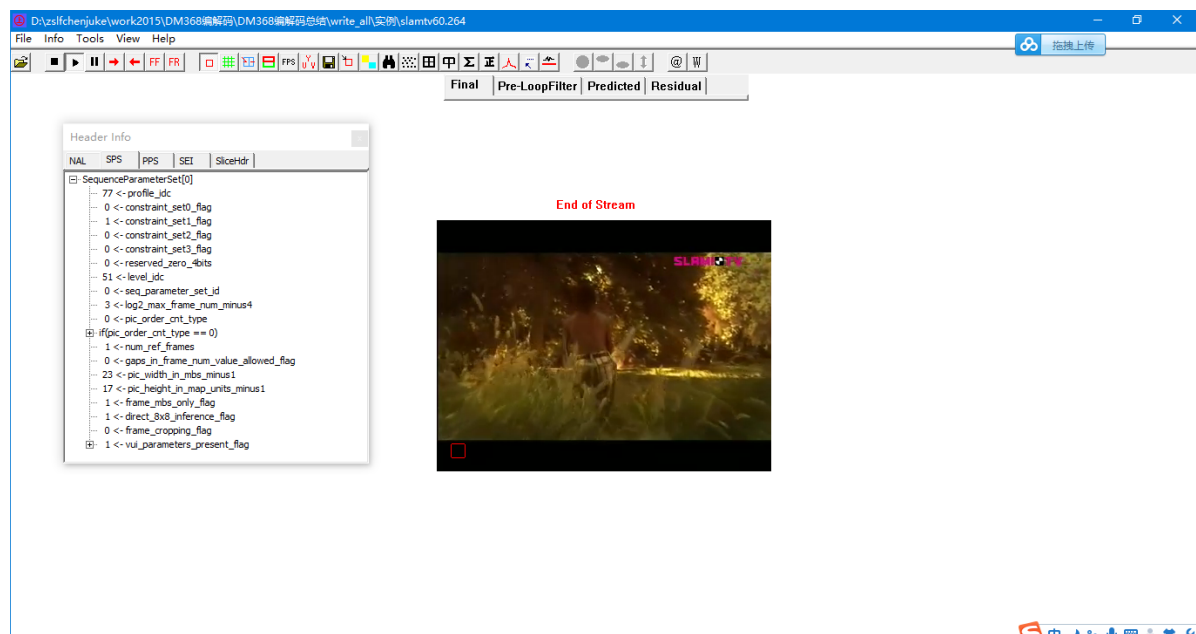 D:\zslfchenjuke\work2015\DM368编解码\DM368编解码总结\write_all\实例\slamtv60.264
File Info Tools View Help
拖拽上传
FF FR FPS Y U V Σ @ W
Final Pre-LoopFilter Predicted Residual
Header Info
NAL SPS PPS SEI SliceHdr
SequenceParameterSet[0]
77 <- profile_idc
0 <- constraint_set0_flag
1 <- constraint_set1_flag
0 <- constraint_set2_flag
0 <- constraint_set3_flag
0 <- reserved_zero_4bits
51 <- level_idc
0 <- seq_parameter_set_id
3 <- log2_max_frame_num_minus4
0 <- pic_order_cnt_type
if(pic_order_cnt_type == 0)
1 <- num_ref_frames
0 <- gaps_in_frame_num_value_allowed_flag
23 <- pic_width_in_mbs_minus1
17 <- pic_height_in_map_units_minus1
1 <- frame_mbs_only_flag
1 <- direct_8x8_inference_flag
0 <- frame_cropping_flag
1 <- vui_parameters_present_flag
End of Stream